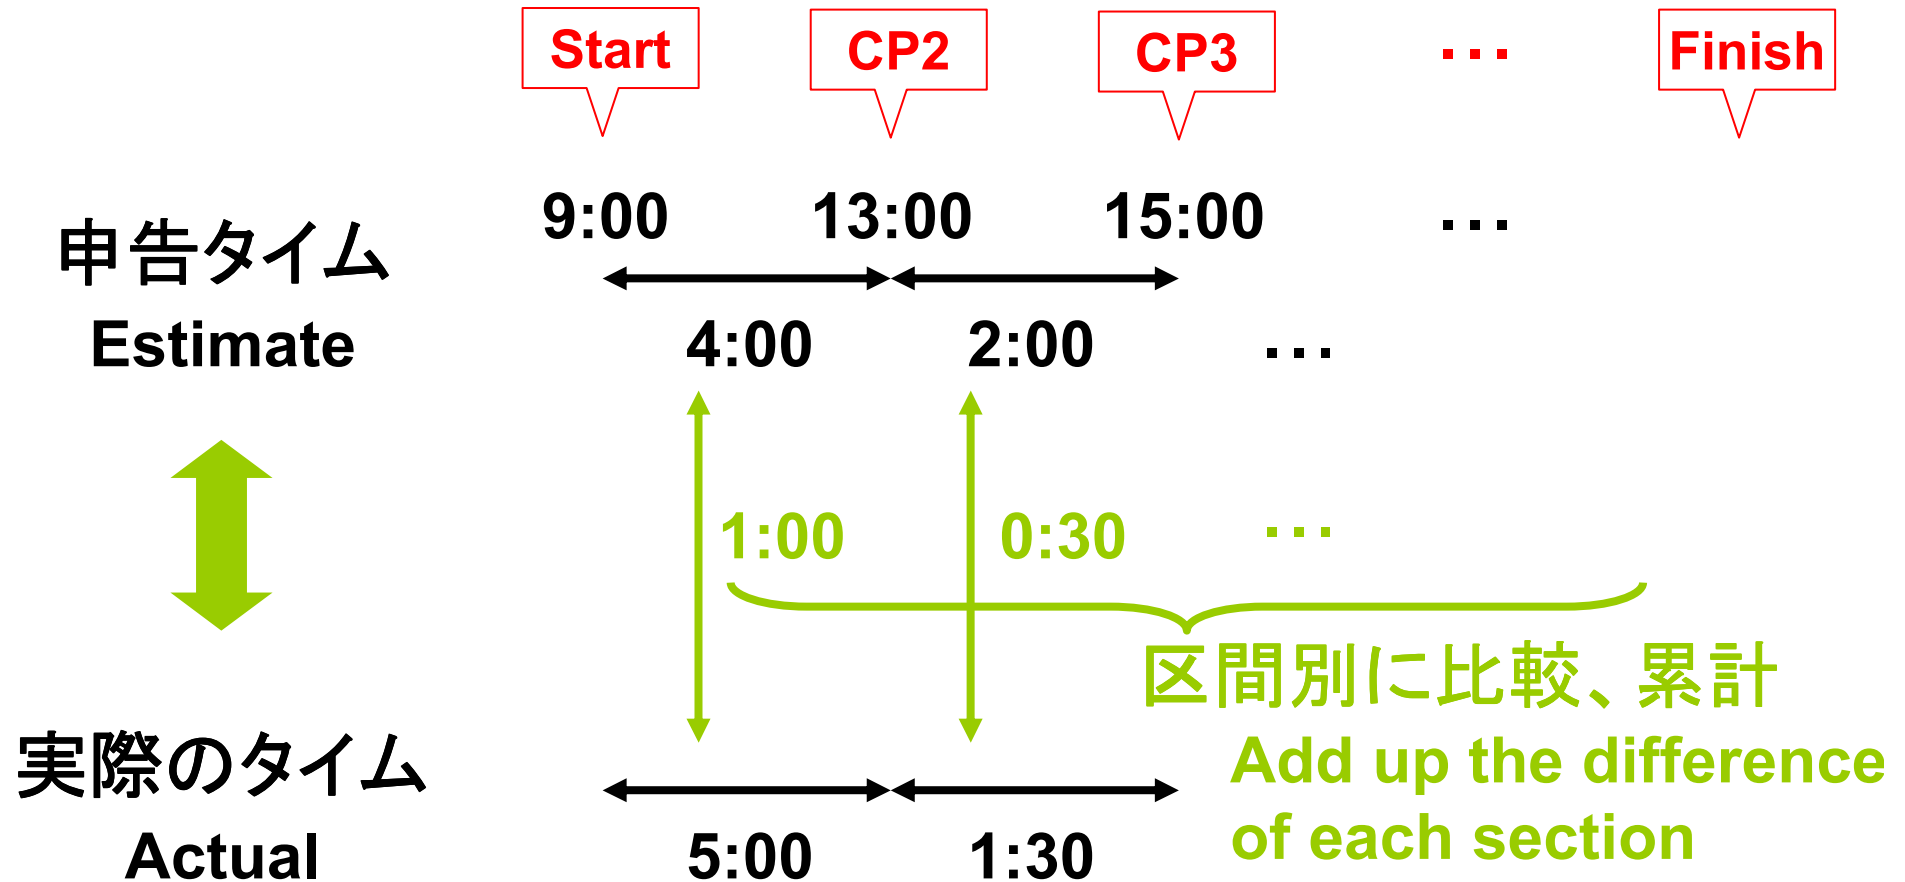 Start CP2 CP3 … Finish
9:00 13:00 15:00 …
申告タイム
Estimate
4:00 2:00 …
1:00 0:30 …
区間別に比較、累計
Add up the difference
of each section
実際のタイム
Actual
5:00 1:30